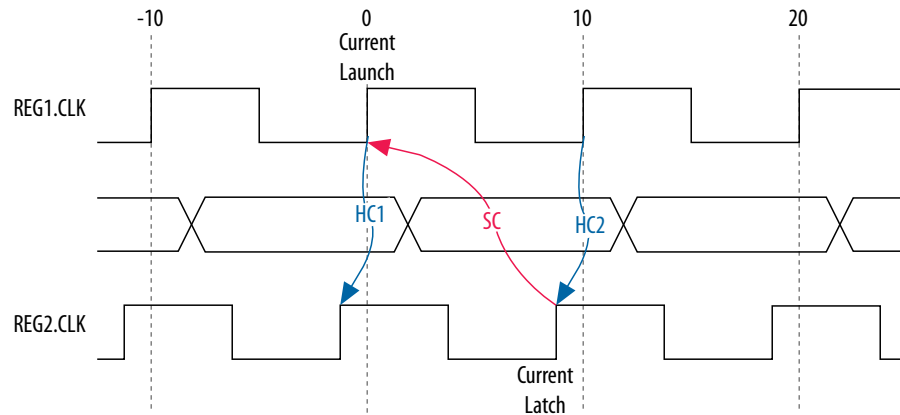 -10 0 10 20
Current
Launch
REG1.CLK
HC1 SC HC2
REG2.CLK
Current
Latch